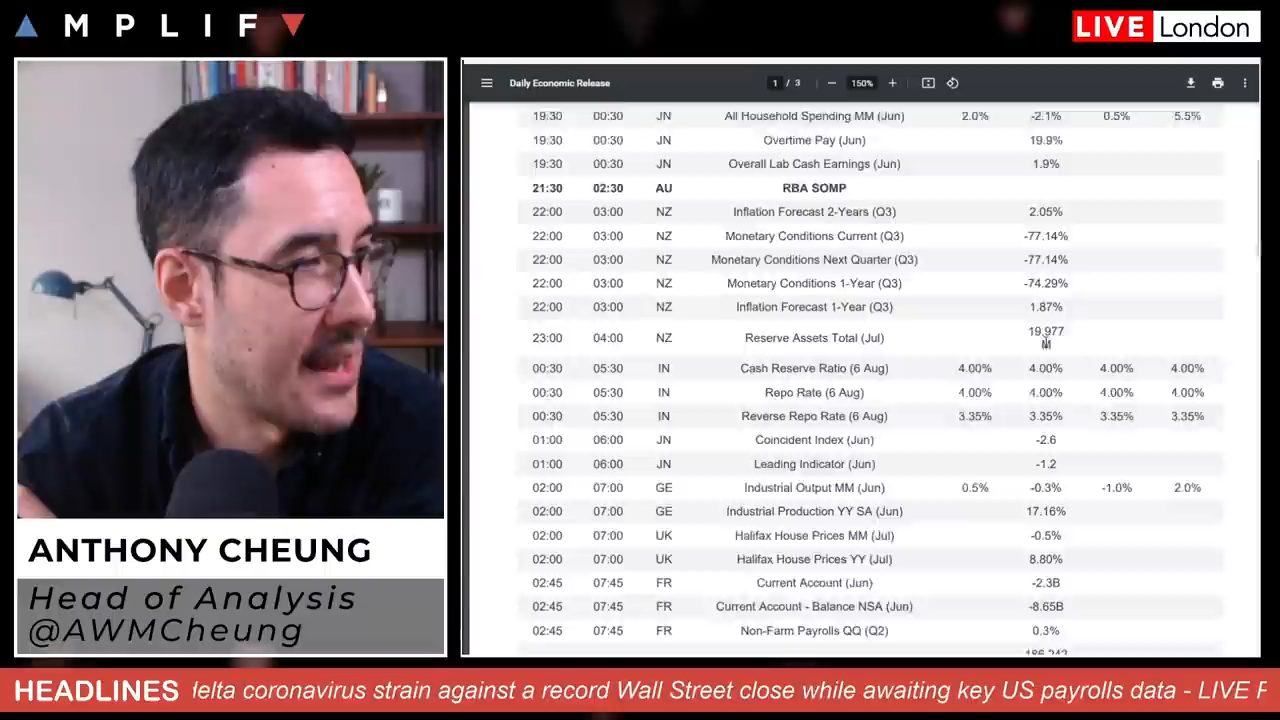 AMPLIFY
LIVE London
Daily Economic Release
1 / 3
150%
19:30 00:30 JN All Household Spending MM (Jun) 2.0% -2.1% 0.5% 5.5%
19:30 00:30 JN Overtime Pay (Jun) 19.9%
19:30 00:30 JN Overall Lab Cash Earnings (Jun) 1.9%
21:30 02:30 AU RBA SOMP
22:00 03:00 NZ Inflation Forecast 2-Years (Q3) 2.05%
22:00 03:00 NZ Monetary Conditions Current (Q3) -77.14%
22:00 03:00 NZ Monetary Conditions Next Quarter (Q3) -77.14%
22:00 03:00 NZ Monetary Conditions 1-Year (Q3) -74.29%
22:00 03:00 NZ Inflation Forecast 1-Year (Q3) 1.87%
23:00 04:00 NZ Reserve Assets Total (Jul) 19,977
M
00:30 05:30 IN Cash Reserve Ratio (6 Aug) 4.00% 4.00% 4.00% 4.00%
00:30 05:30 IN Repo Rate (6 Aug) 4.00% 4.00% 4.00% 4.00%
00:30 05:30 IN Reverse Repo Rate (6 Aug) 3.35% 3.35% 3.35% 3.35%
01:00 06:00 JN Coincident Index (Jun) -2.6
01:00 06:00 JN Leading Indicator (Jun) -1.2
02:00 07:00 GE Industrial Output MM (Jun) 0.5% -0.3% -1.0% 2.0%
02:00 07:00 GE Industrial Production YY SA (Jun) 17.16%
02:00 07:00 UK Halifax House Prices MM (Jul) -0.5%
02:00 07:00 UK Halifax House Prices YY (Jul) 8.80%
02:45 07:45 FR Current Account (Jun) -2.3B
02:45 07:45 FR Current Account - Balance NSA (Jun) -8.65B
02:45 07:45 FR Non-Farm Payrolls QQ (Q2) 0.3%
ANTHONY CHEUNG
Head of Analysis
@AWMCheung
HEADLINES lelta coronavirus strain against a record Wall Street close while awaiting key US payrolls data - LIVE F